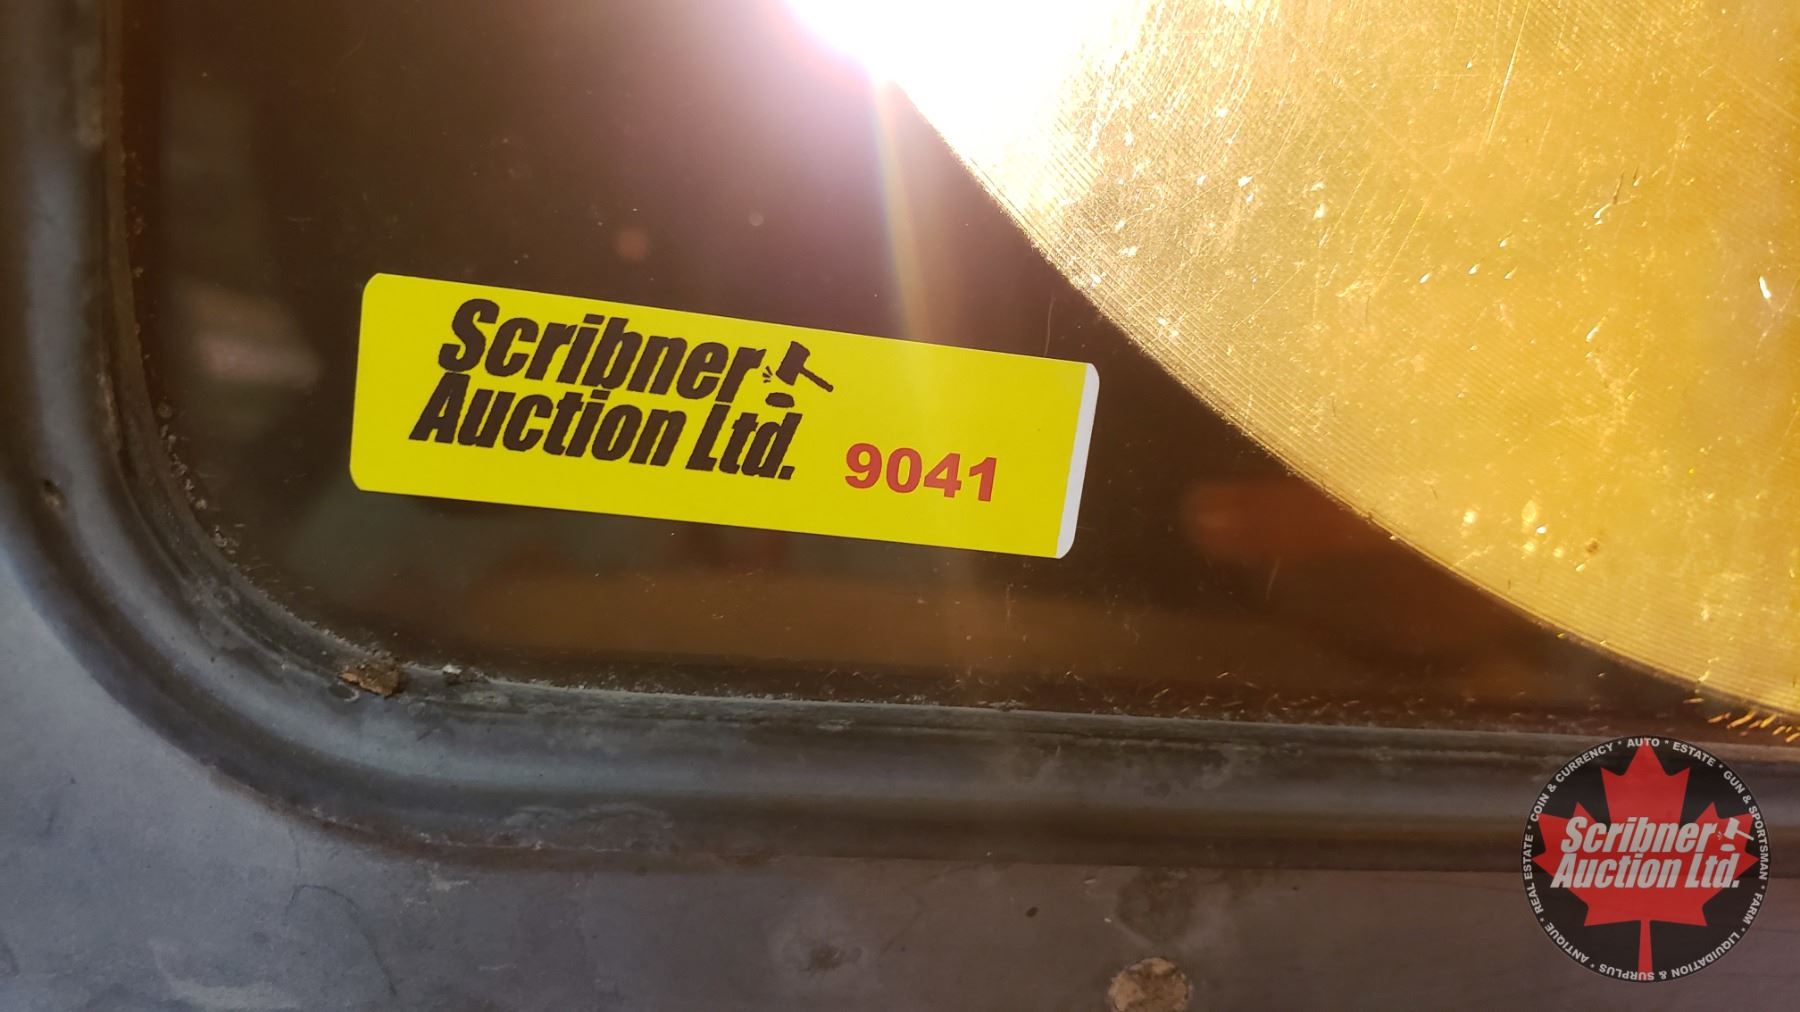 Scribner
Auction Ltd.
9041
COIN & CURRENCY * AUTO * ESTATE * GUN & SPORTSMAN * FARM * LIQUIDATION & SURPLUS * ANTIQUE * REAL ESTATE *
Scribner
Auction Ltd.